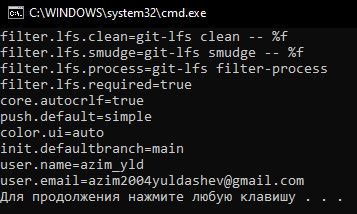 C:\WINDOWS\system32\cmd.exe
filter.lfs.clean=git-lfs clean -- %f
filter.lfs.smudge=git-lfs smudge -- %f
filter.lfs.process=git-lfs filter-process
filter.lfs.required=true
core.autocrlf=true
push.default=simple
color.ui=auto
init.defaultbranch=main
user.name=azim_yld
user.email=azim2004yuldashev@gmail.com
Для продолжения нажмите любую клавишу . . .